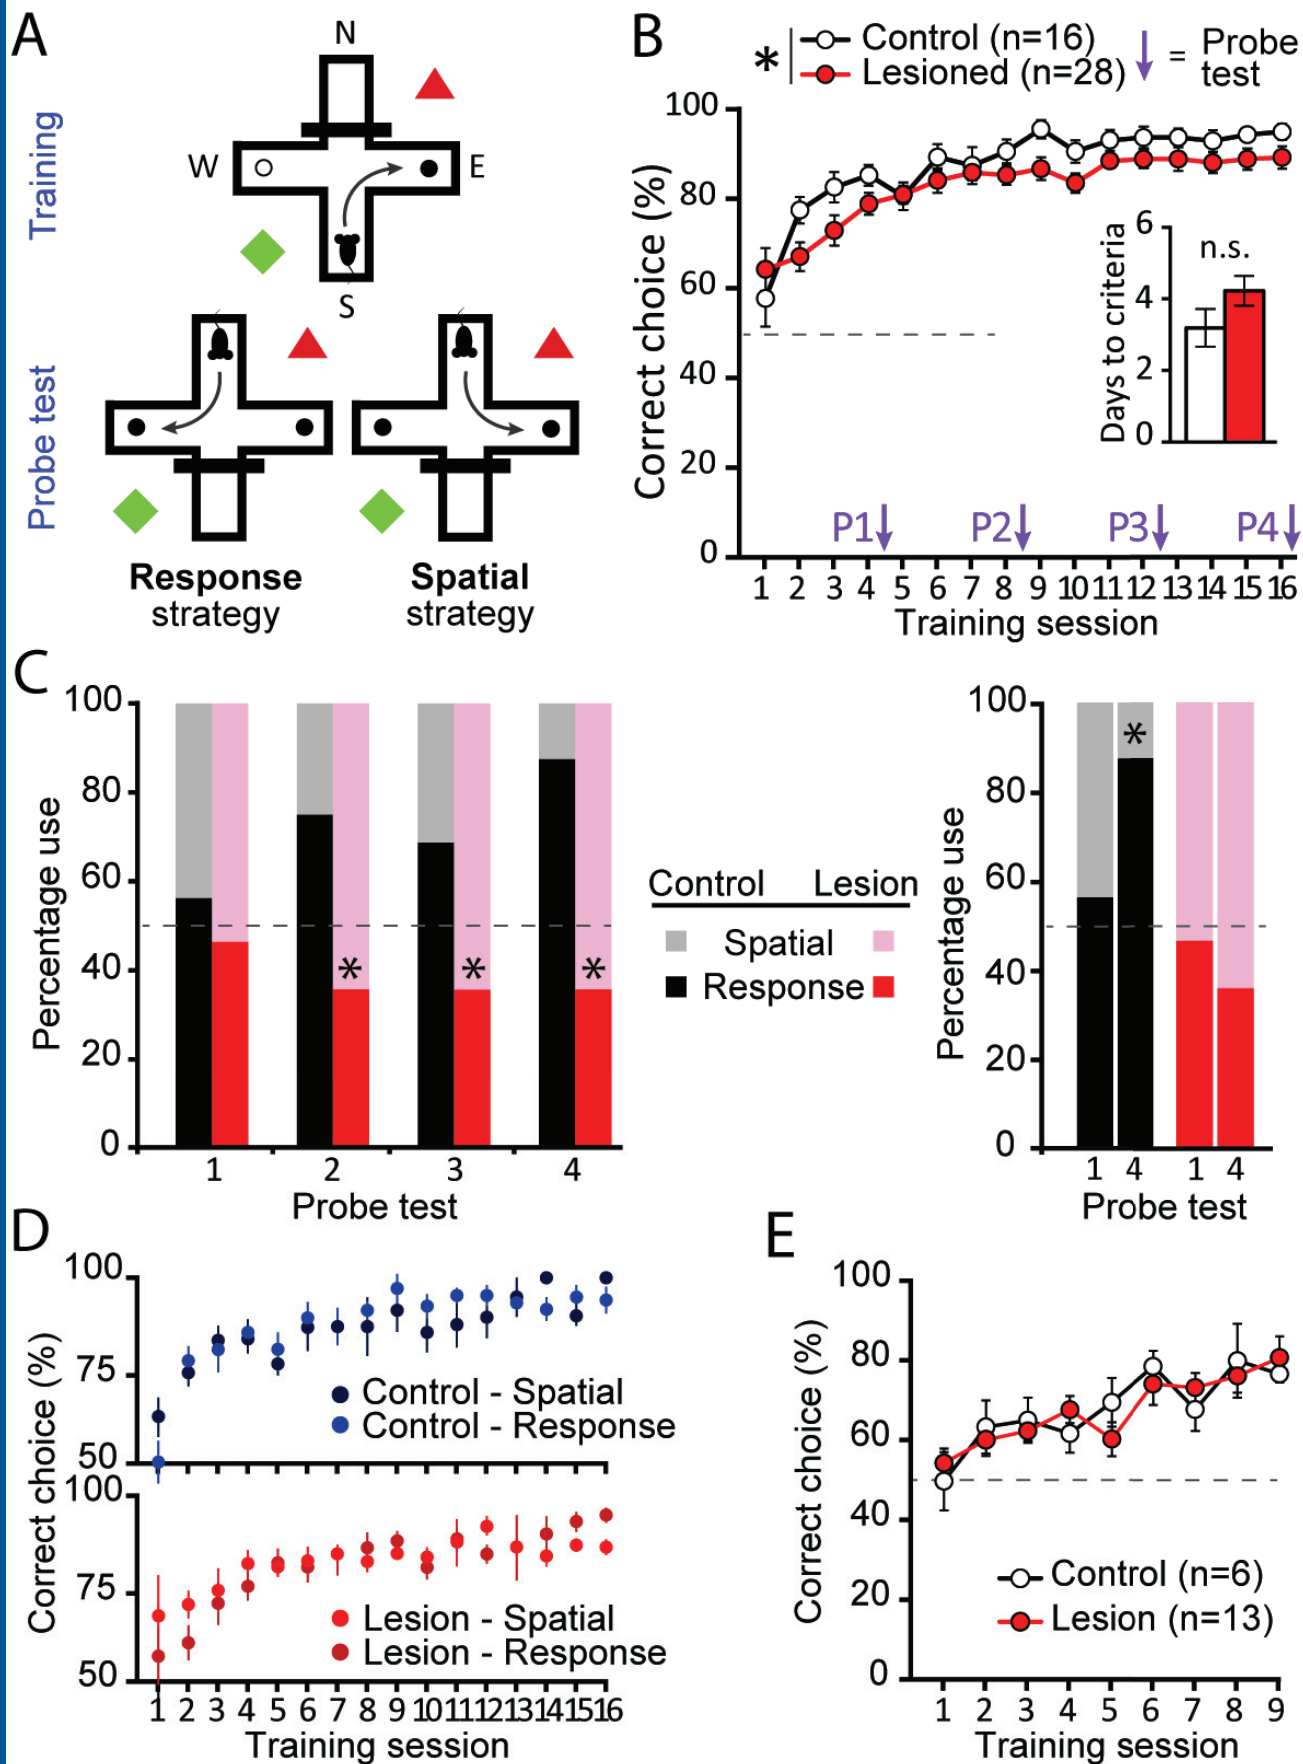 A
Training
N
W
E
S
Probe test
Response
strategy
Spatial
strategy
B
*
Control (n=16)
Lesioned (n=28)
= Probe
test
Correct choice (%)
100
80
60
40
20
0
P1
P2
P3
P4
1 2 3 4 5 6 7 8 9 10 11 12 13 14 15 16
Training session
Days to criteria
6
4
2
0
n.s.
C
Percentage use
100
80
60
40
20
0
* * *
1 2 3 4
Probe test
Control Lesion
Spatial
Response
Percentage use
100
80
60
40
20
0
*
1 4 1 4
Probe test
D
Correct choice (%)
100
75
50
Control - Spatial
Control - Response
100
75
50
Lesion - Spatial
Lesion - Response
1 2 3 4 5 6 7 8 9 10 11 12 13 14 15 16
Training session
E
Correct choice (%)
100
80
60
40
20
0
Control (n=6)
Lesion (n=13)
1 2 3 4 5 6 7 8 9
Training session